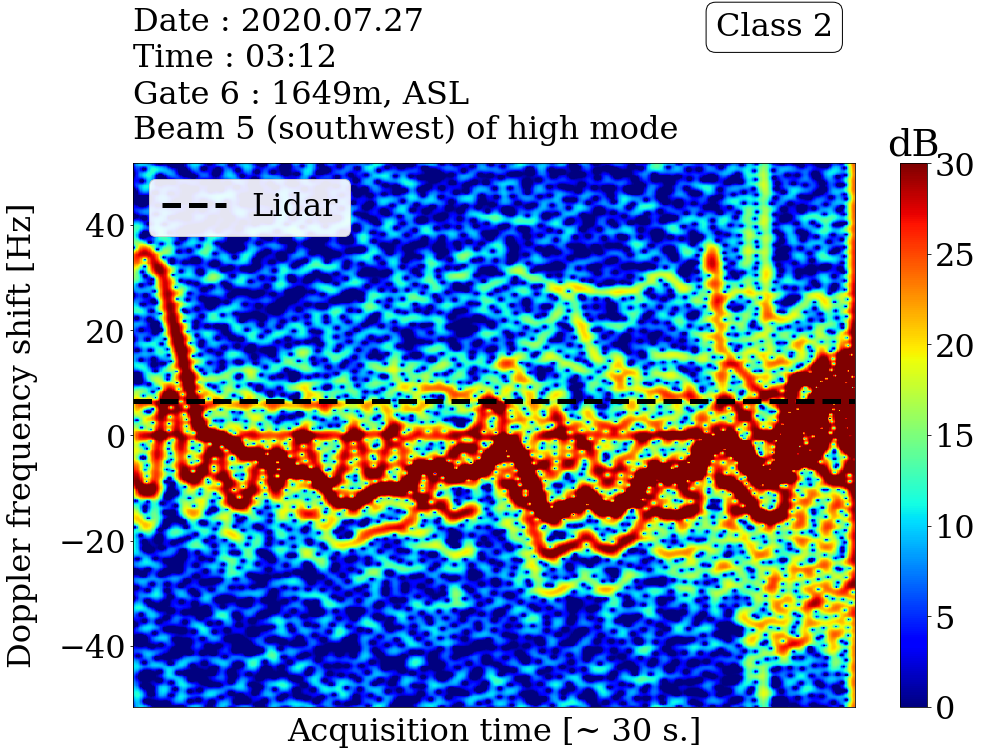 Date : 2020.07.27
Time : 03:12
Gate 6 : 1649m, ASL
Beam 5 (southwest) of high mode
Class 2
dB
Lidar
Doppler frequency shift [Hz]
40
20
0
−20
−40
Acquisition time [~ 30 s.]
30
25
20
15
10
5
0